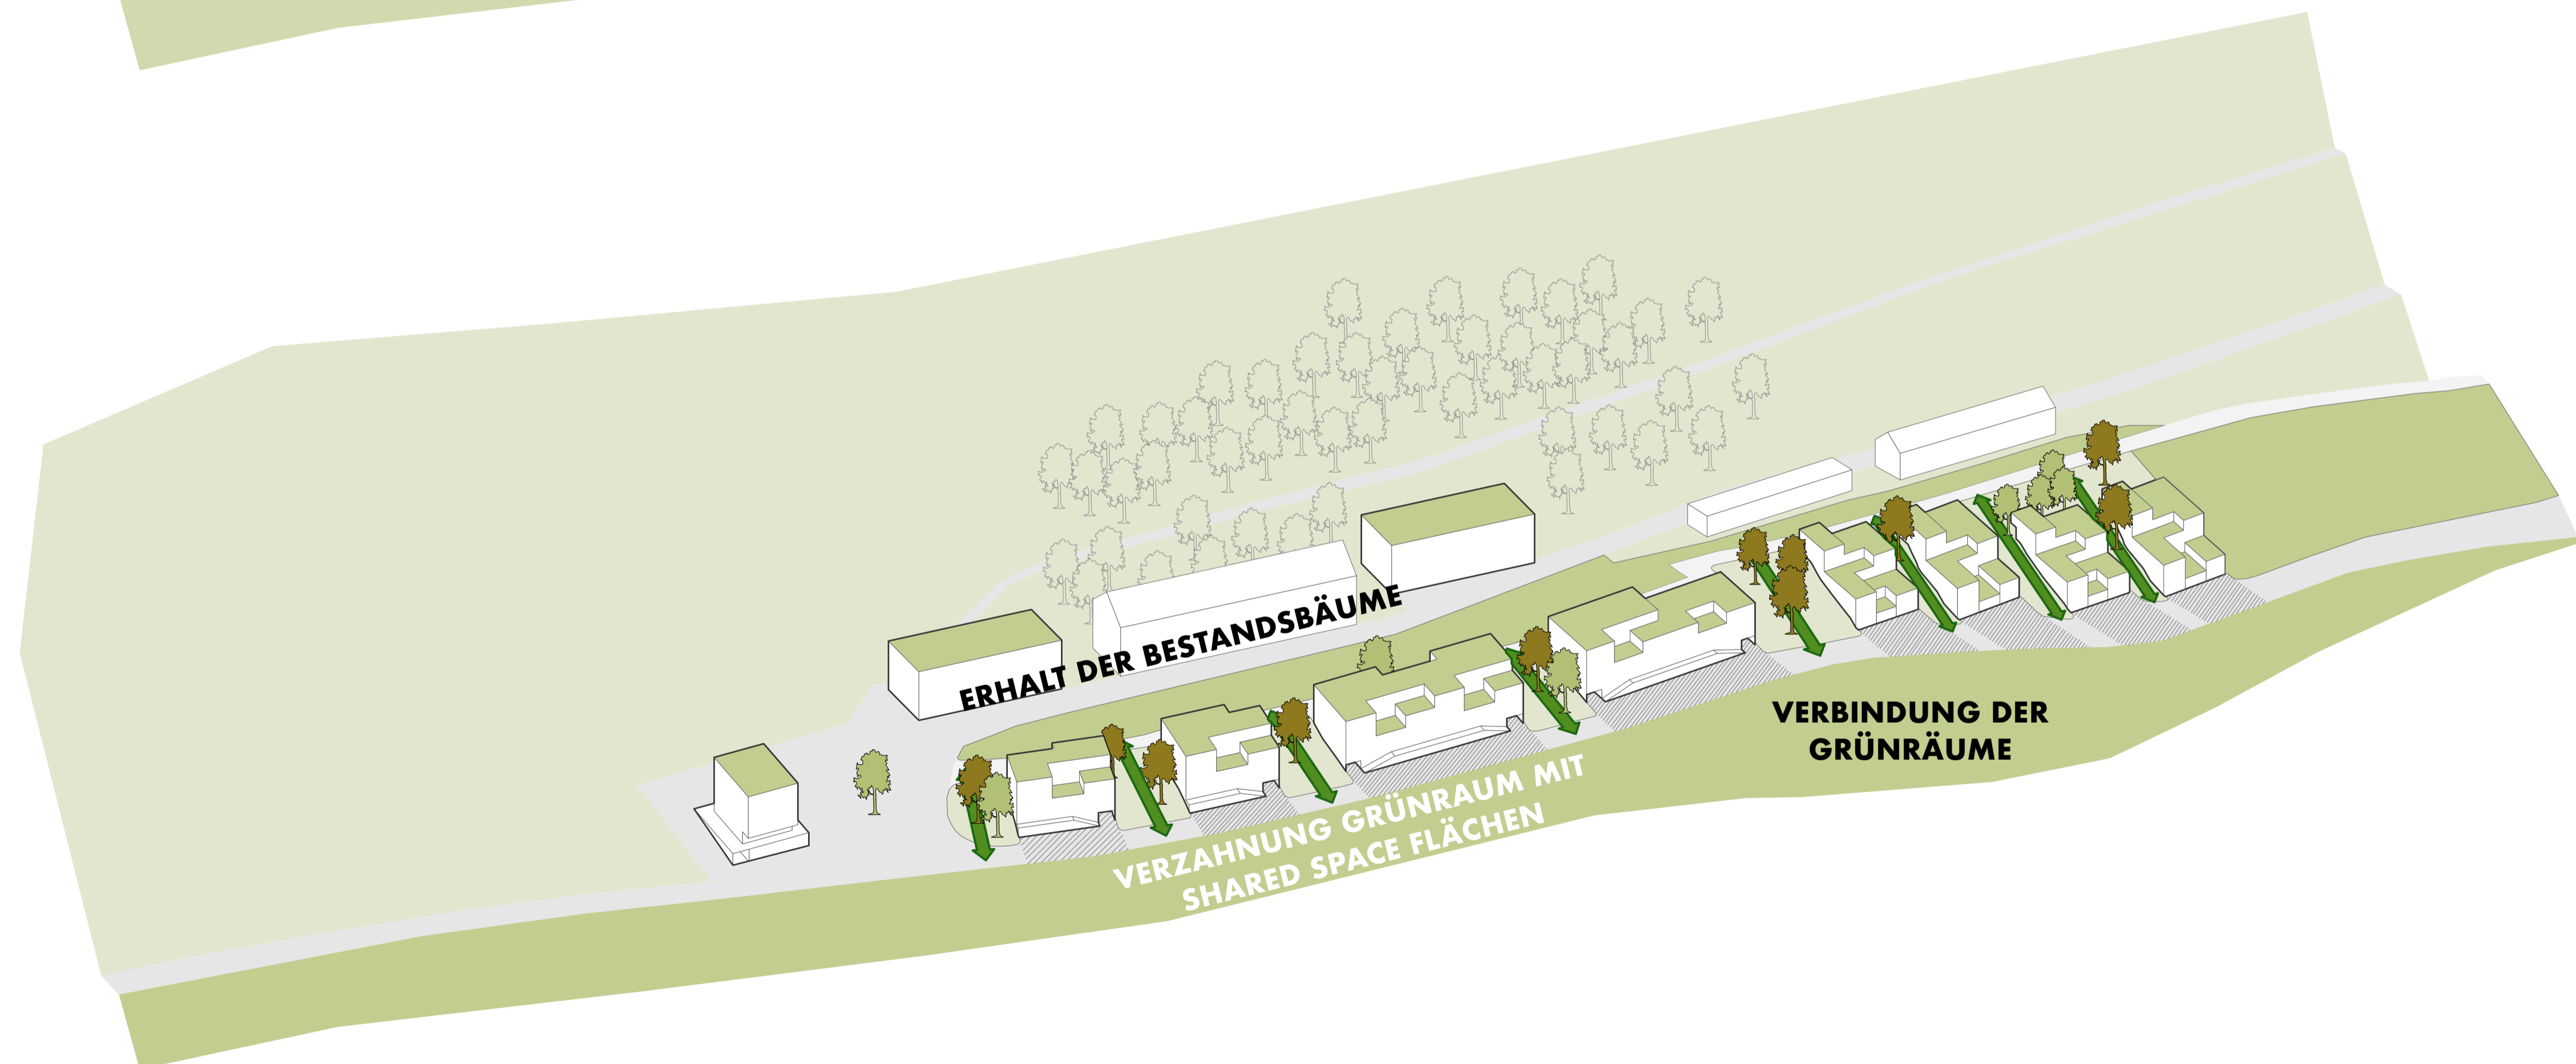 ERHALT DER BESTANDSBÄUME
VERBINDUNG DER
GRÜNRÄUME
VERZAHNUNG GRÜNRAUM MIT
SHARED SPACE FLÄCHEN